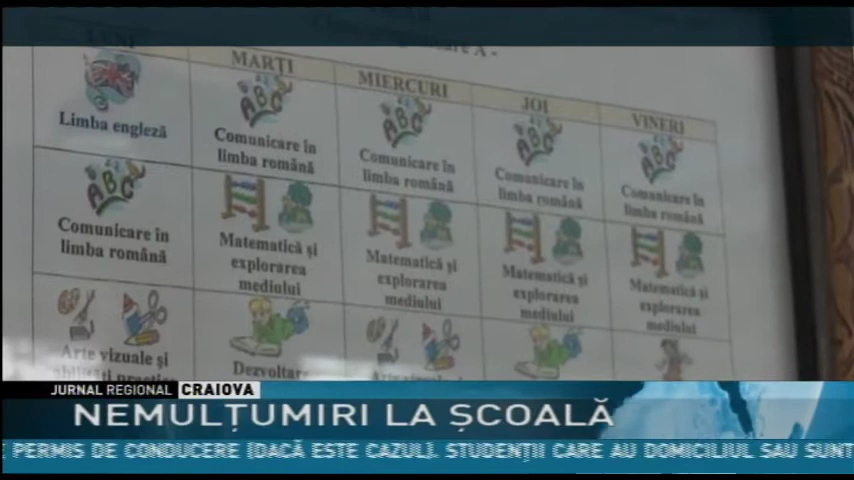 LUNI
MARȚI
MIERCURI
JOI
VINERI
Limba engleză
Comunicare în
limba română
Comunicare în
limba română
Comunicare în
limba română
Comunicare în
limba română
Comunicare în
limba română
Matematică și
explorarea
mediului
Matematică și
explorarea
mediului
Matematică și
explorarea
mediului
Matematică și
explorarea
mediului
Arte vizuale și
Dezvoltare
JURNAL REGIONAL CRAIOVA
NEMULȚUMIRI LA ȘCOALĂ
PERMIS DE CONDUCERE (DACĂ ESTE CAZUL). STUDENȚII CARE AU DOMICILIUL SAU SUNT